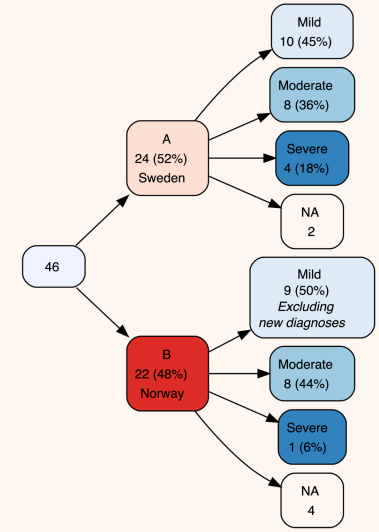 46
A
24 (52%)
Sweden
Mild
10 (45%)
Moderate
8 (36%)
Severe
4 (18%)
NA
2
B
22 (48%)
Norway
Mild
9 (50%)
Excluding
new diagnoses
Moderate
8 (44%)
Severe
1 (6%)
NA
4